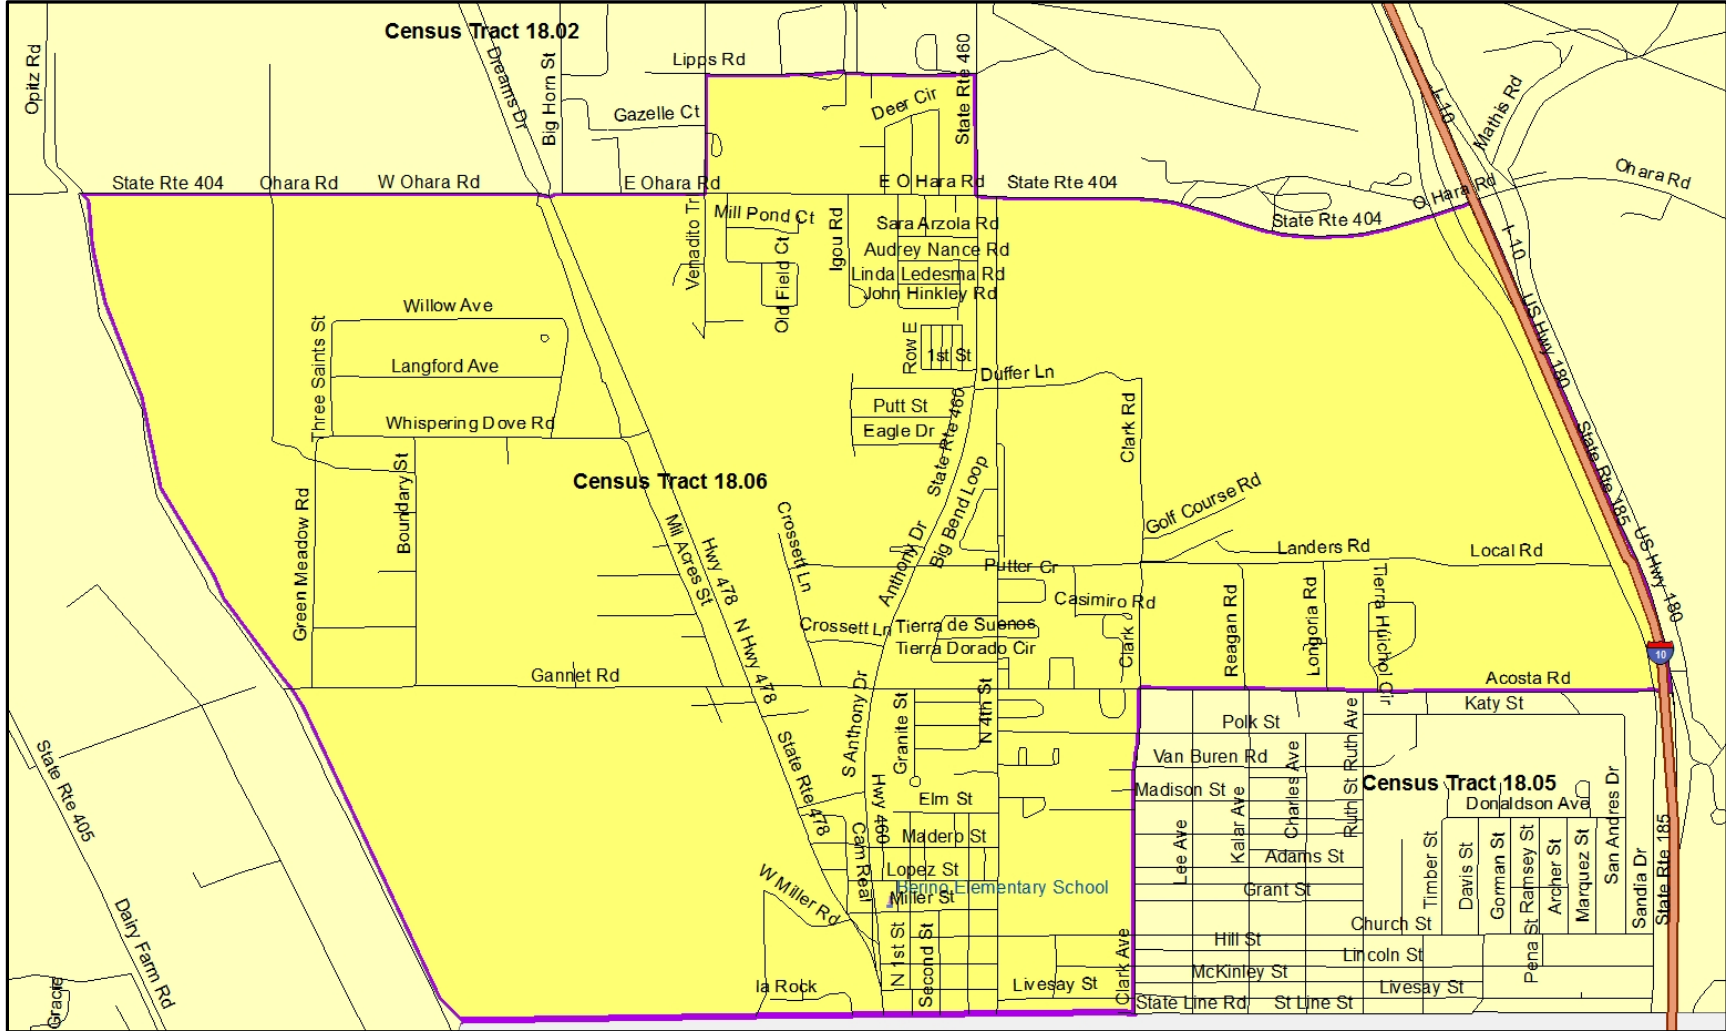 Census Tract 18.02
Opitz Rd
Dreams Dr
Big Horn St
Lipps Rd
State Rte 460
I- 10
Mathis Rd
Gazelle Ct
Deer Cir
Ohara Rd
State Rte 404
Ohara Rd
W Ohara Rd
E Ohara Rd
E O Hara Rd
State Rte 404
O Hara Rd
State Rte 404
Venadito Tr
Mill Pond Ct
Old Field Ct
Igou Rd
Sara Arzola Rd
Audrey Nance Rd
Linda Ledesma Rd
John Hinkley Rd
I- 10
US Hwy 180
Willow Ave
Three Saints St
Langford Ave
Whispering Dove Rd
Row E
1st St
Duffer Ln
Putt St
Eagle Dr
State Rte 460
Clark Rd
State Rte 185
US Hwy 180
Census Tract 18.06
Boundary St
Green Meadow Rd
Mil Acres St
Hwy 478
Crossett Ln
Anthony Dr
Big Bend Loop
Golf Course Rd
Landers Rd
Local Rd
Putter Cr
Casimiro Rd
Clark
Reagan Rd
Longoria Rd
Tierra Huichol Cir
Crossett Ln
Tierra de Suenos
Tierra Dorado Cir
N Hwy 478
10
Gannet Rd
Acosta Rd
S Anthony Dr
Granite St
N 4th St
Katy St
Polk St
Ruth Ave
Van Buren Rd
Charles Ave
Ruth St
Census Tract 18.05
State Rte 405
State Rte 478
Hwy 460
Elm St
Madison St
Kalar Ave
Donaldson Ave
San Andres Dr
Cam Real
Madero St
Lee Ave
Adams St
Timber St
Davis St
Gorman St
Ramsey St
Archer St
Marquez St
State Rte 185
Sandia Dr
Lopez St
Berino Elementary School
Miller St
Grant St
W Miller Rd
Dairy Farm Rd
Church St
Pena St
N 1st St
Second St
Hill St
Lincoln St
Clark Ave
McKinley St
Gracie
la Rock
Livesay St
Livesay St
State Line Rd
St Line St